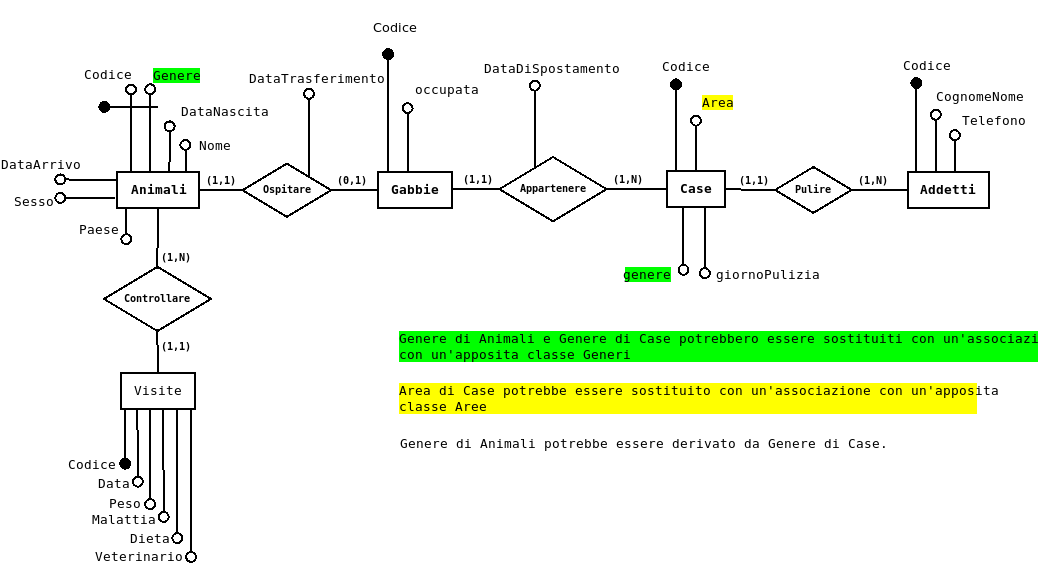 Codice
Codice
Genere
DataTrasferimento
DataDiSpostamento
Codice
Codice
occupata
Area
CognomeNome
DataNascita
Telefono
Nome
DataArrivo
Sesso
Animali
(1,1)
Ospitare
(0,1)
Gabbie
(1,1)
Appartenere
(1,N)
Case
(1,1)
Pulire
(1,N)
Addetti
Paese
(1,N)
genere
giornoPulizia
Controllare
(1,1)
Genere di Animali e Genere di Case potrebbero essere sostituiti con un'associazi
con un'apposita classe Generi
Visite
Area di Case potrebbe essere sostituito con un'associazione con un'apposita
classe Aree
Genere di Animali potrebbe essere derivato da Genere di Case.
Codice
Data
Peso
Malattia
Dieta
Veterinario